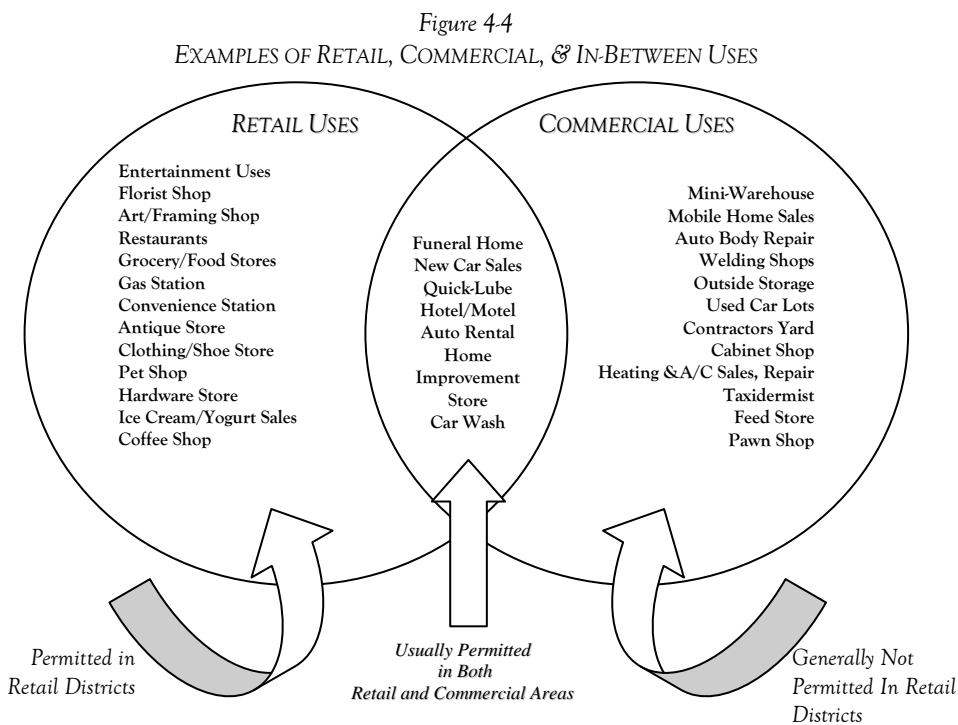 Figure 4-4
EXAMPLES OF RETAIL, COMMERCIAL, & IN-BETWEEN USES
RETAIL USES
Entertainment Uses
Florist Shop
Art/Framing Shop
Restaurants
Grocery/Food Stores
Gas Station
Convenience Station
Antique Store
Clothing/Shoe Store
Pet Shop
Hardware Store
Ice Cream/Yogurt Sales
Coffee Shop
Funeral Home
New Car Sales
Quick-Lube
Hotel/Motel
Auto Rental
Home
Improvement
Store
Car Wash
COMMERCIAL USES
Mini-Warehouse
Mobile Home Sales
Auto Body Repair
Welding Shops
Outside Storage
Used Car Lots
Contractors Yard
Cabinet Shop
Heating &A/C Sales, Repair
Taxidermist
Feed Store
Pawn Shop
Permitted in
Retail Districts
Usually Permitted
in Both
Retail and Commercial Areas
Generally Not
Permitted In Retail
Districts